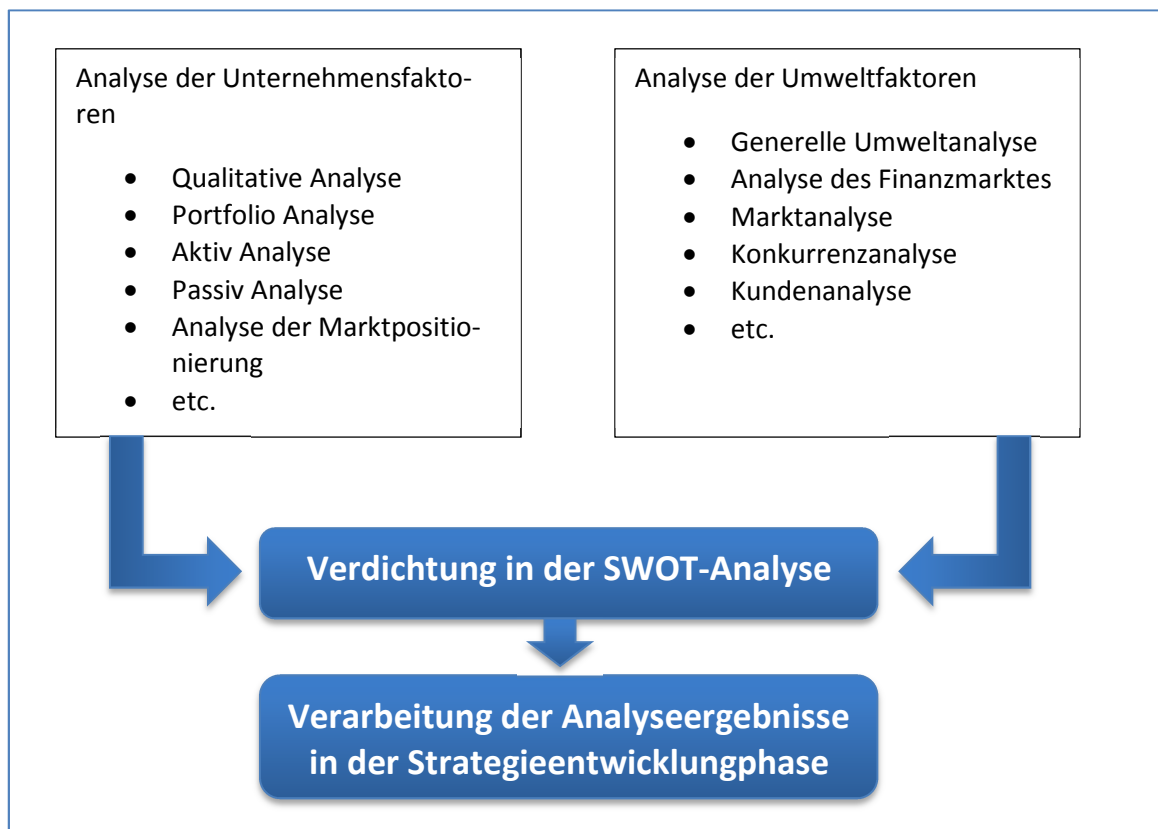 Analyse der Unternehmensfakto-
ren
• Qualitative Analyse
• Portfolio Analyse
• Aktiv Analyse
• Passiv Analyse
• Analyse der Marktpositio-
nierung
• etc.
Analyse der Umweltfaktoren
• Generelle Umweltanalyse
• Analyse des Finanzmarktes
• Marktanalyse
• Konkurrenzanalyse
• Kundenanalyse
• etc.
Verdichtung in der SWOT-Analyse
Verarbeitung der Analyseergebnisse
in der Strategieentwicklungphase